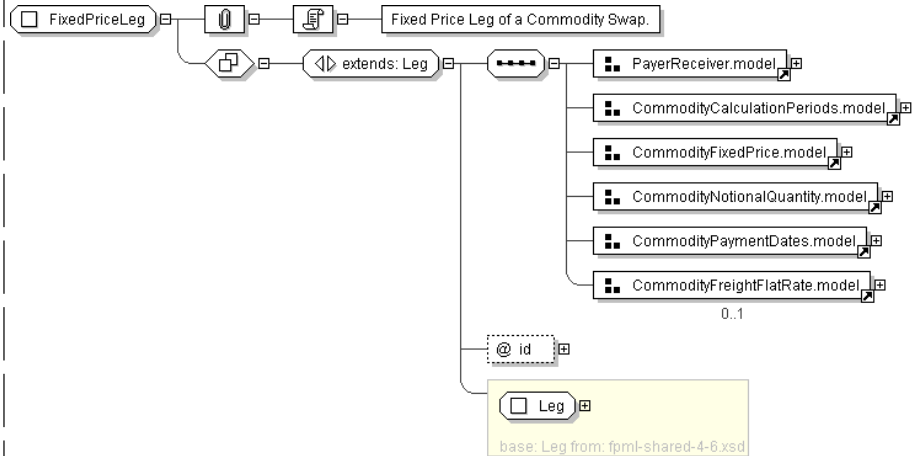 FixedPriceLeg
Fixed Price Leg of a Commodity Swap.
extends: Leg
PayerReceiver.model
CommodityCalculationPeriods.model
CommodityFixedPrice.model
CommodityNotionalQuantity.model
CommodityPaymentDates.model
CommodityFreightFlatRate.model
0..1
@ id
Leg
base: Leg from: fpml-shared-4-6.xsd